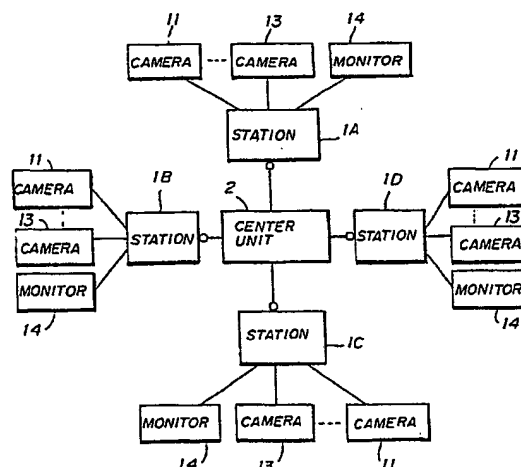 11 13 14
CAMERA CAMERA MONITOR
STATION
1A
11 1B 2 1D 11
CAMERA CAMERA
13 STATION CENTER UNIT STATION 13
CAMERA CAMERA
MONITOR MONITOR
14 14
STATION
1C
MONITOR CAMERA CAMERA
14 13 11